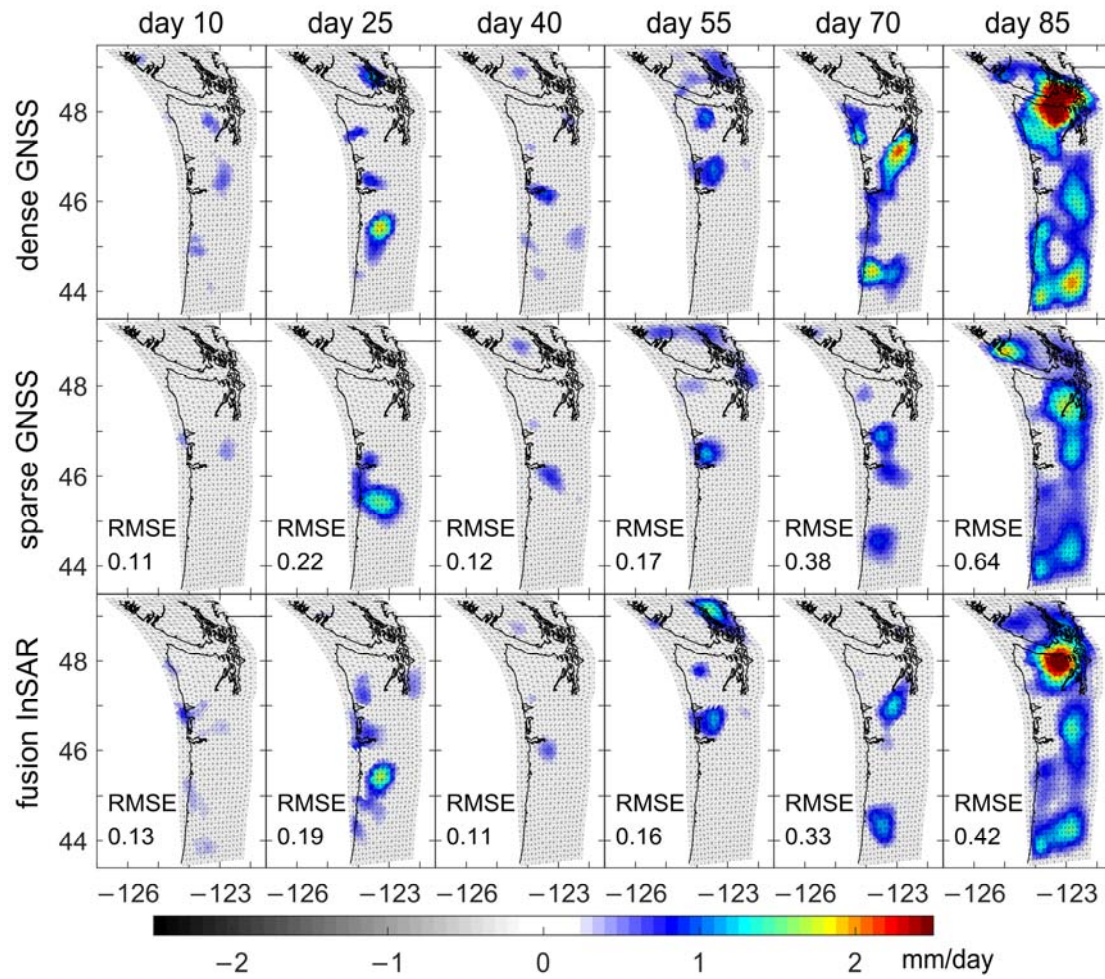 day 10 day 25 day 40 day 55 day 70 day 85
dense GNSS
48
46
44
sparse GNSS
48
46
44
RMSE RMSE RMSE RMSE RMSE RMSE
0.11 0.22 0.12 0.17 0.38 0.64
fusion InSAR
48
46
44
RMSE RMSE RMSE RMSE RMSE RMSE
0.13 0.19 0.11 0.16 0.33 0.42
−126 −123 −126 −123 −126 −123 −126 −123 −126 −123 −126 −123
−2 −1 0 1 2 mm/day